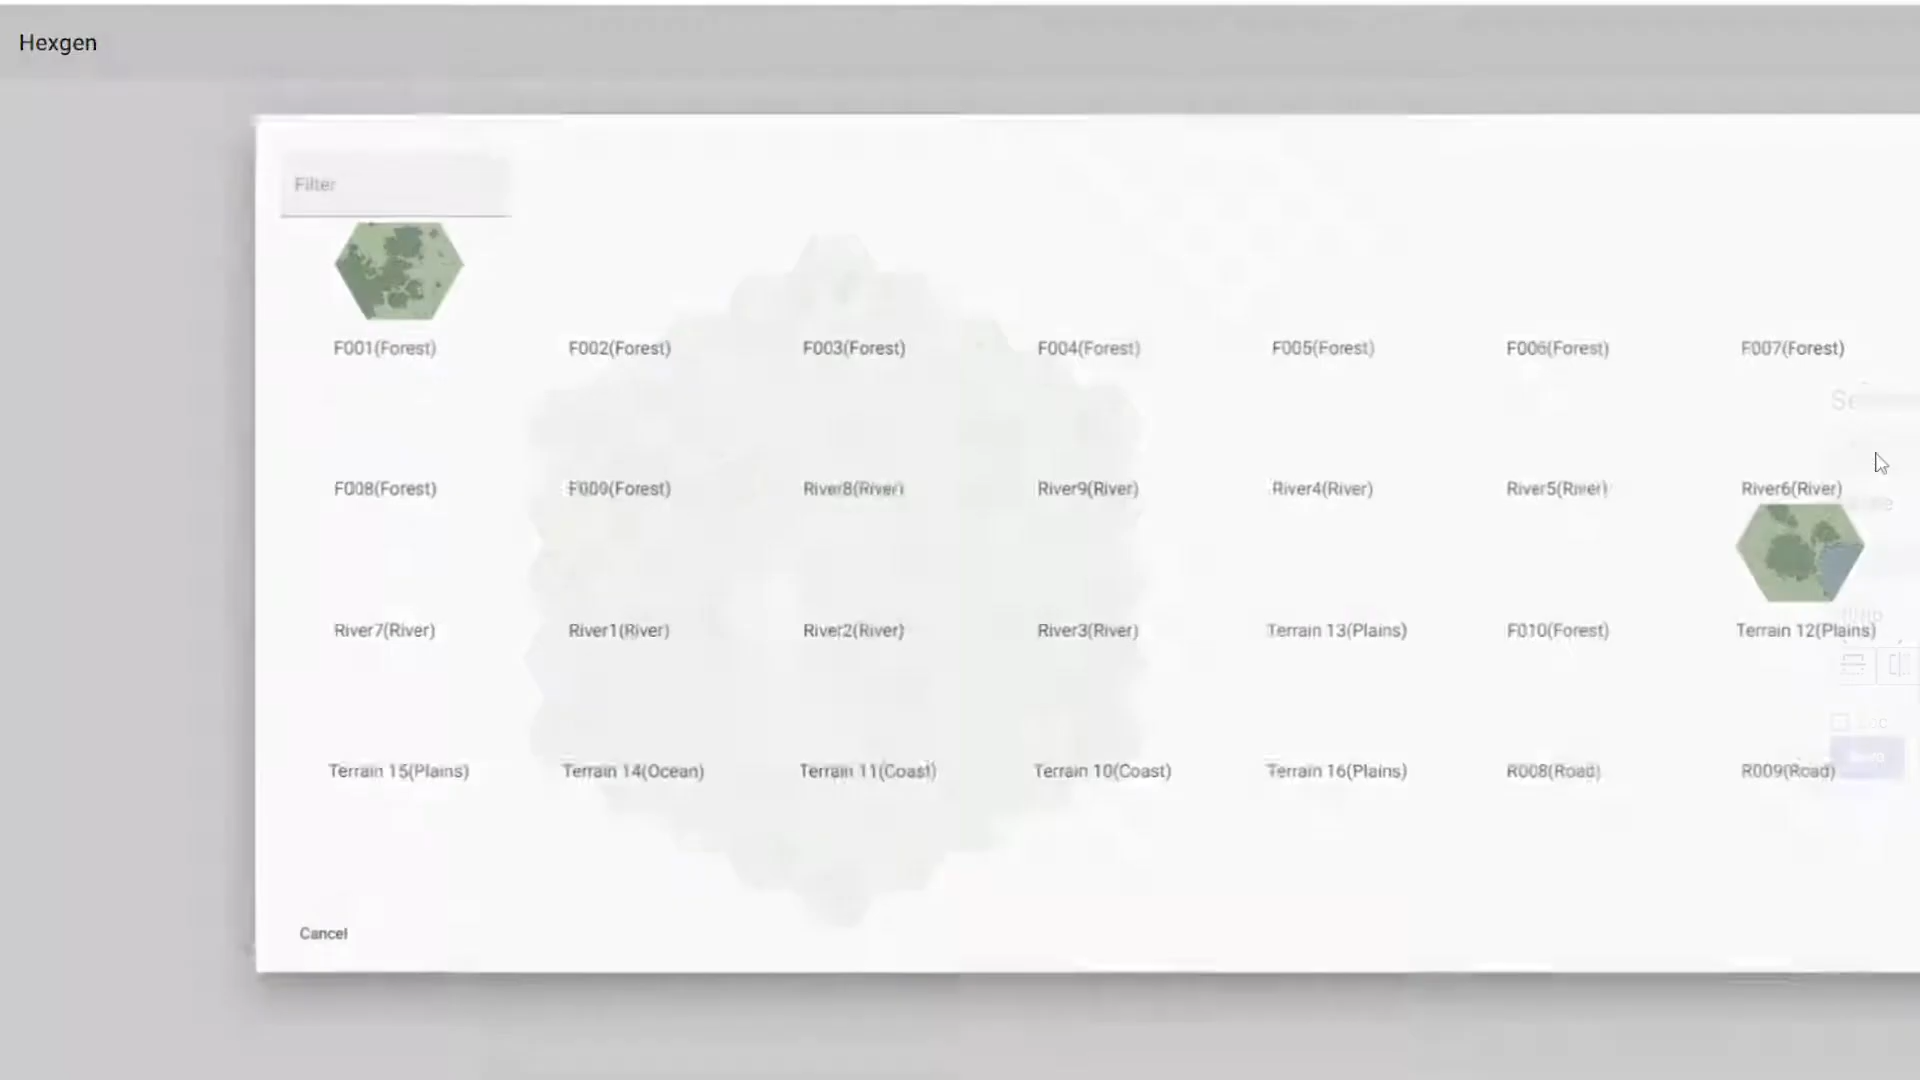 Hexgen
Filter
F001(Forest) F002(Forest) F003(Forest) F004(Forest) F005(Forest) F006(Forest) F007(Forest)
F008(Forest) F009(Forest) River8(River) River9(River) River4(River) River5(River) River6(River)
River7(River) River1(River) River2(River) River3(River) Terrain 13(Plains) F010(Forest) Terrain 12(Plains)
Terrain 15(Plains) Terrain 14(Ocean) Terrain 11(Coast) Terrain 10(Coast) Terrain 16(Plains) R008(Road) R009(Road)
Cancel